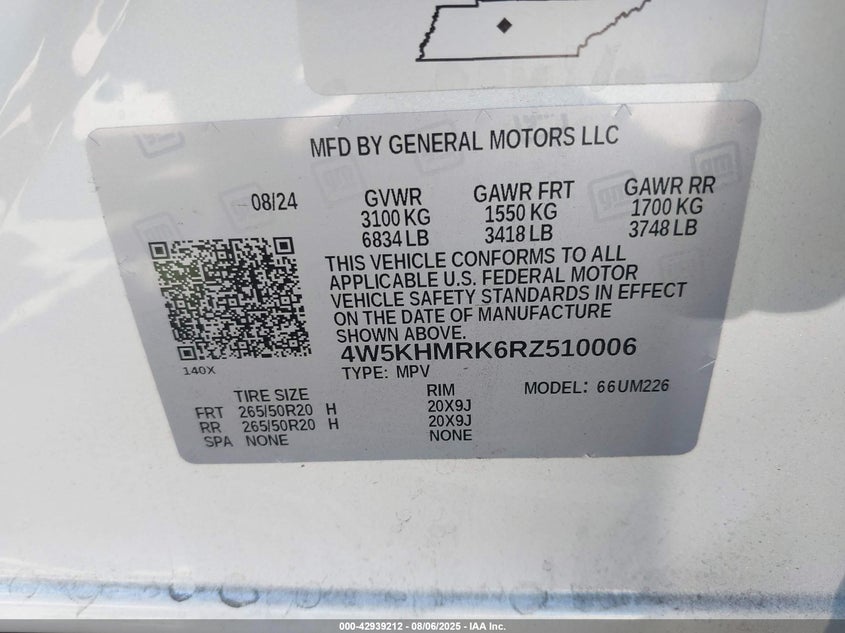 MFD BY GENERAL MOTORS LLC
08/24
GVWR
3100 KG
6834 LB
GAWR FRT
1550 KG
3418 LB
GAWR RR
1700 KG
3748 LB
THIS VEHICLE CONFORMS TO ALL
APPLICABLE U.S. FEDERAL MOTOR
VEHICLE SAFETY STANDARDS IN EFFECT
ON THE DATE OF MANUFACTURE
SHOWN ABOVE.
4W5KHMRK6RZ510006
140X
TYPE: MPV
TIRE SIZE RIM MODEL: 66UM226
FRT 265/50R20 H 20X9J
RR 265/50R20 H 20X9J
SPA NONE NONE
000-42939212 - 08/06/2025 - IAA Inc.